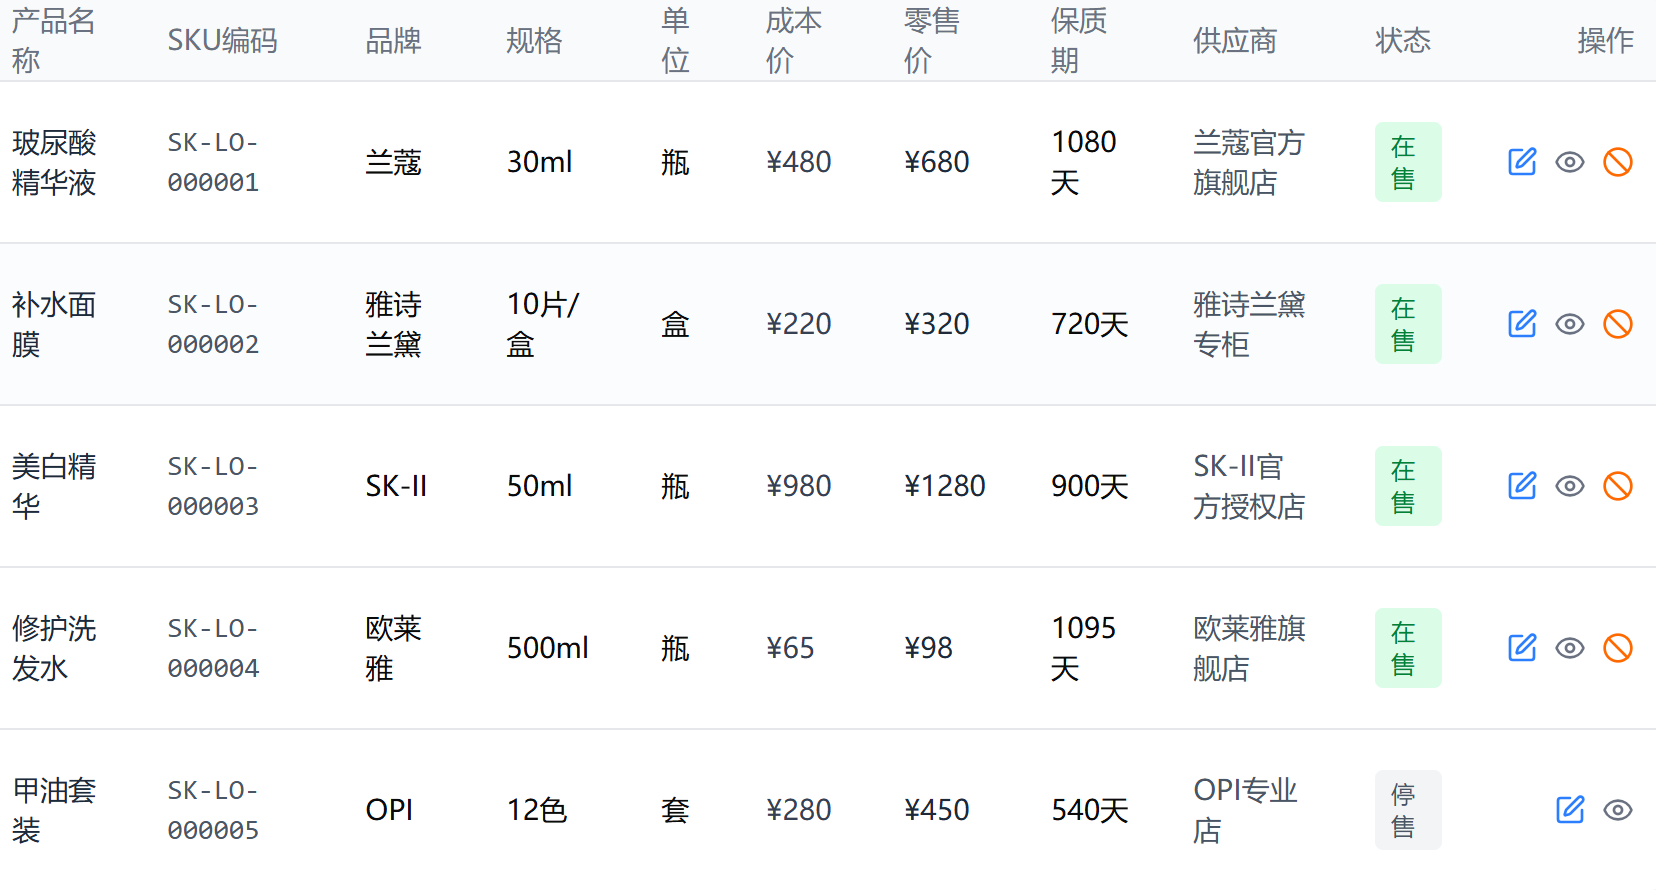 产品名称 SKU编码 品牌 规格 单位 成本价 零售价 保质期 供应商 状态 操作
玻尿酸精华液 SK-LO-000001 兰蔻 30ml 瓶 ¥480 ¥680 1080天 兰蔻官方旗舰店 在售
补水面膜 SK-LO-000002 雅诗兰黛 10片/盒 盒 ¥220 ¥320 720天 雅诗兰黛专柜 在售
美白精华 SK-LO-000003 SK-II 50ml 瓶 ¥980 ¥1280 900天 SK-II官方授权店 在售
修护洗发水 SK-LO-000004 欧莱雅 500ml 瓶 ¥65 ¥98 1095天 欧莱雅旗舰店 在售
甲油套装 SK-LO-000005 OPI 12色 套 ¥280 ¥450 540天 OPI专业店 停售